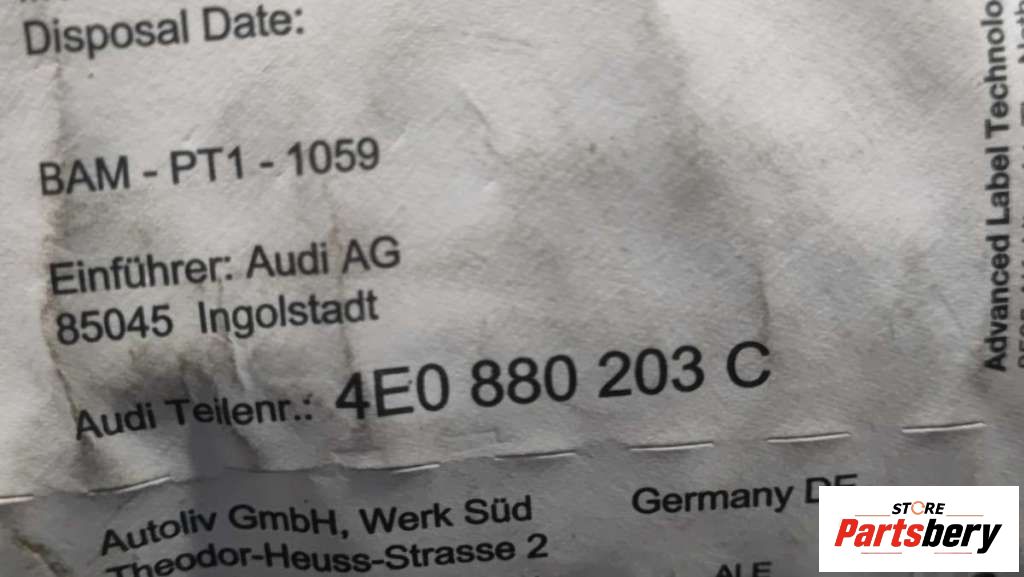 Disposal Date:
BAM - PT1 - 1059
Einführer: Audi AG
85045 Ingolstadt
Audi Teilenr.: 4E0 880 203 C
Autoliv GmbH, Werk Süd
Theodor-Heuss-Strasse 2
Germany DE
ALE
Advanced Label Technolo
STORE
Partsbery